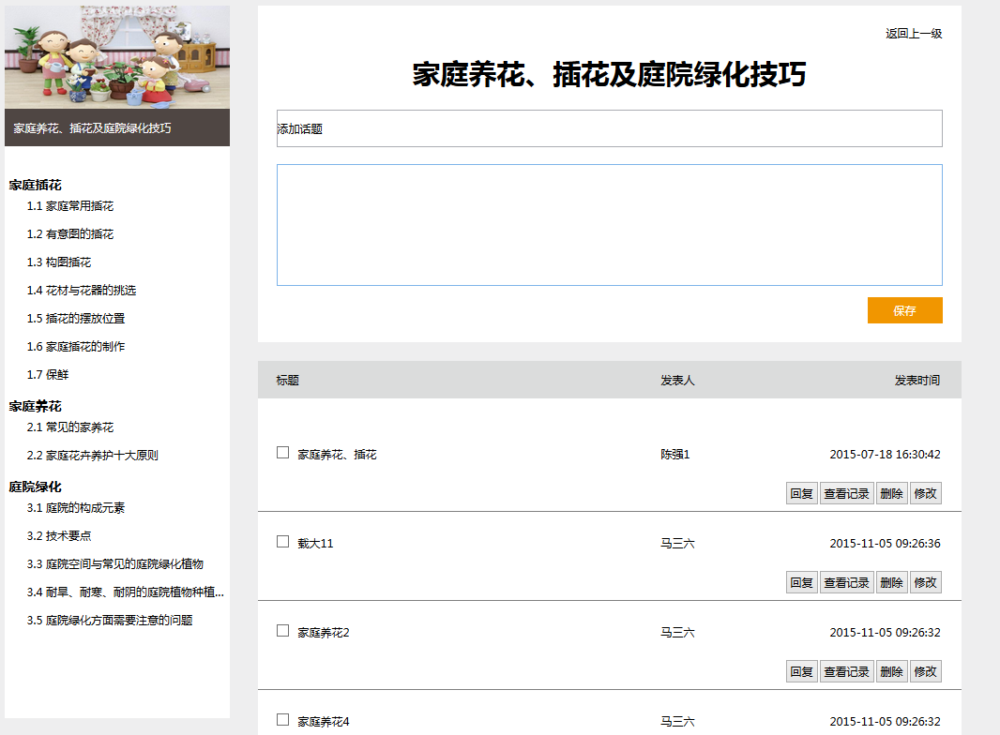 家庭养花、插花及庭院绿化技巧
家庭插花
1.1 家庭常用插花
1.2 有意图的插花
1.3 构图插花
1.4 花材与花器的挑选
1.5 插花的摆放位置
1.6 家庭插花的制作
1.7 保鲜
家庭养花
2.1 常见的家养花
2.2 家庭花卉养护十大原则
庭院绿化
3.1 庭院的构成元素
3.2 技术要点
3.3 庭院空间与常见的庭院绿化植物
3.4 耐旱、耐寒、耐阴的庭院植物种植...
3.5 庭院绿化方面需要注意的问题
返回上一级
家庭养花、插花及庭院绿化技巧
添加话题
保存
标题 发表人 发表时间
家庭养花、插花 陈强1 2015-07-18 16:30:42
回复 查看记录 删除 修改
载大11 马三六 2015-11-05 09:26:36
回复 查看记录 删除 修改
家庭养花2 马三六 2015-11-05 09:26:32
回复 查看记录 删除 修改
家庭养花4 马三六 2015-11-05 09:26:32